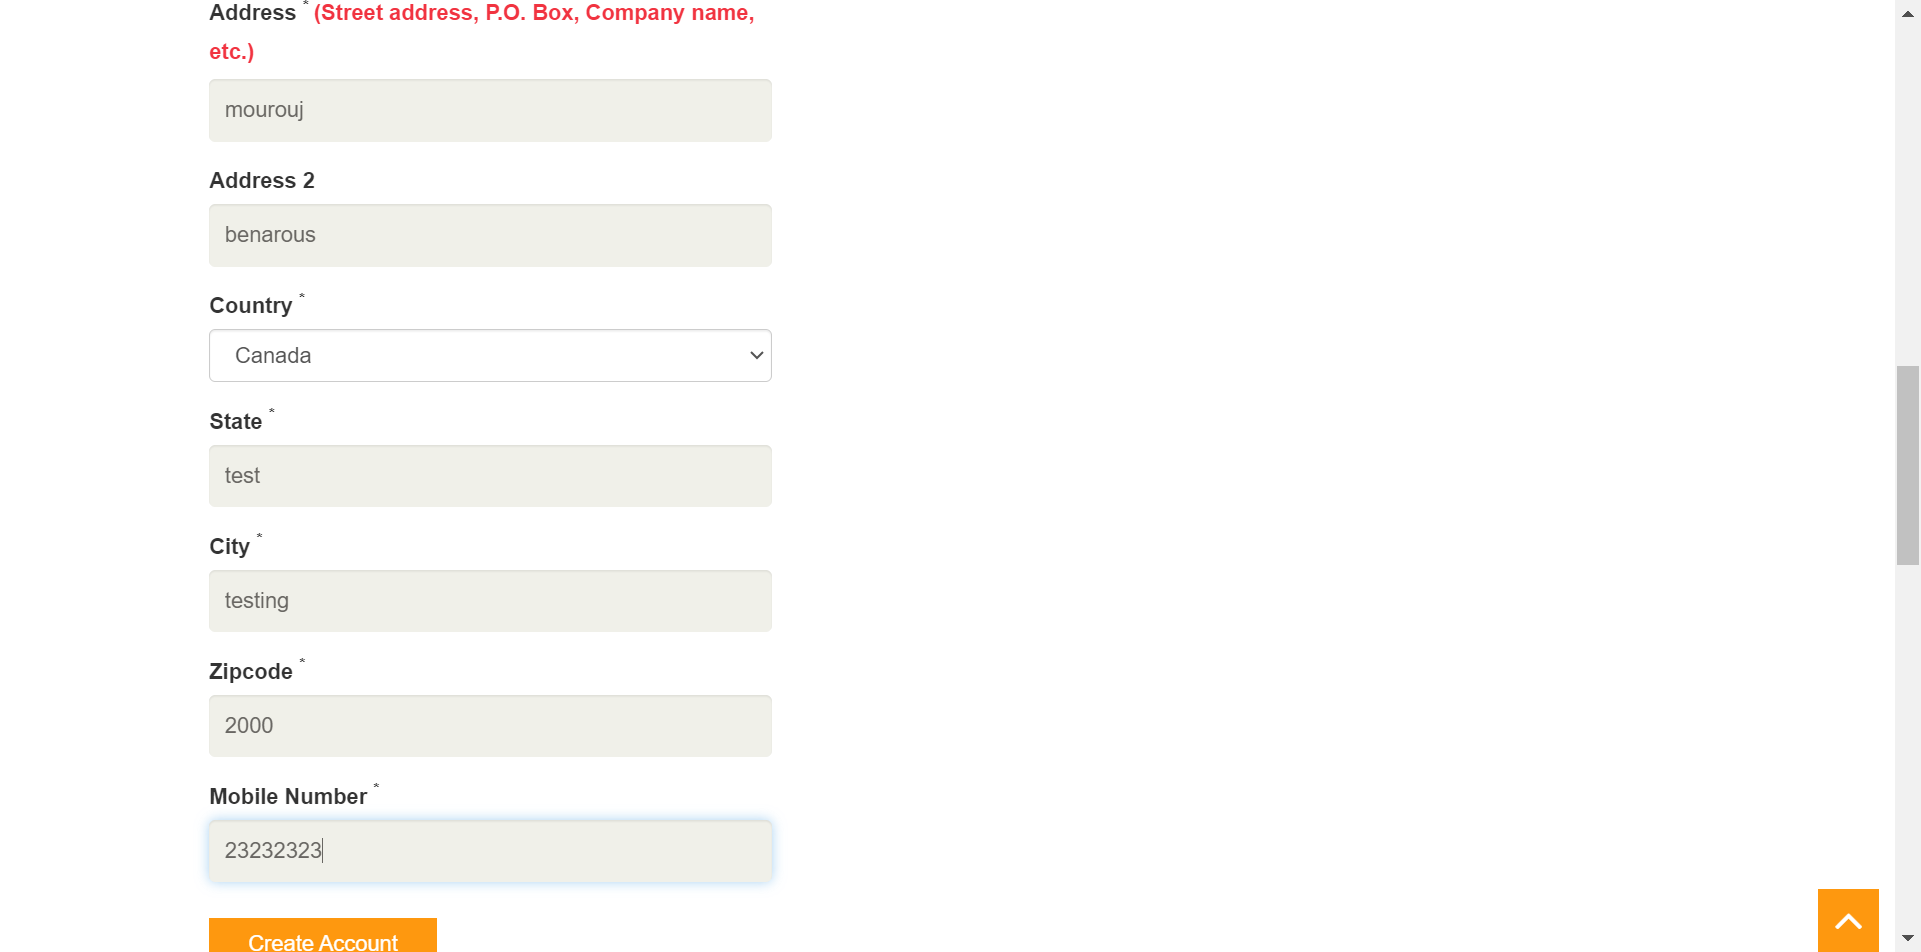 Address * (Street address, P.O. Box, Company name,
etc.)
mourouj
Address 2
benarous
Country *
Canada
State *
test
City *
testing
Zipcode *
2000
Mobile Number *
23232323
Create Account